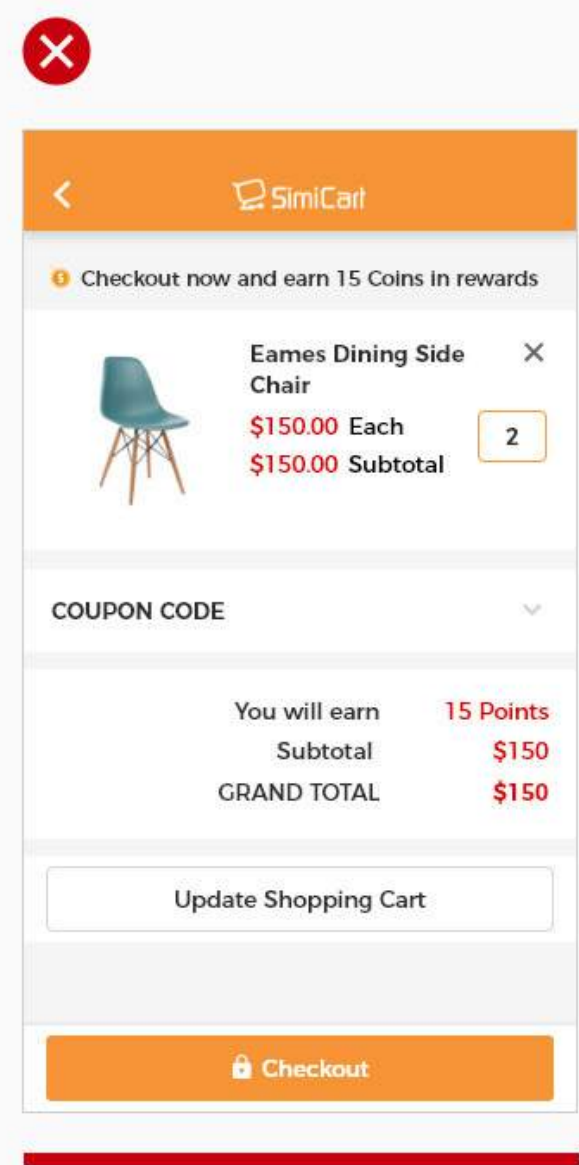 SimiCart
Checkout now and earn 15 Coins in rewards
Eames Dining Side
Chair
$150.00 Each
2
$150.00 Subtotal
COUPON CODE
You will earn 15 Points
Subtotal $150
GRAND TOTAL $150
Update Shopping Cart
Checkout